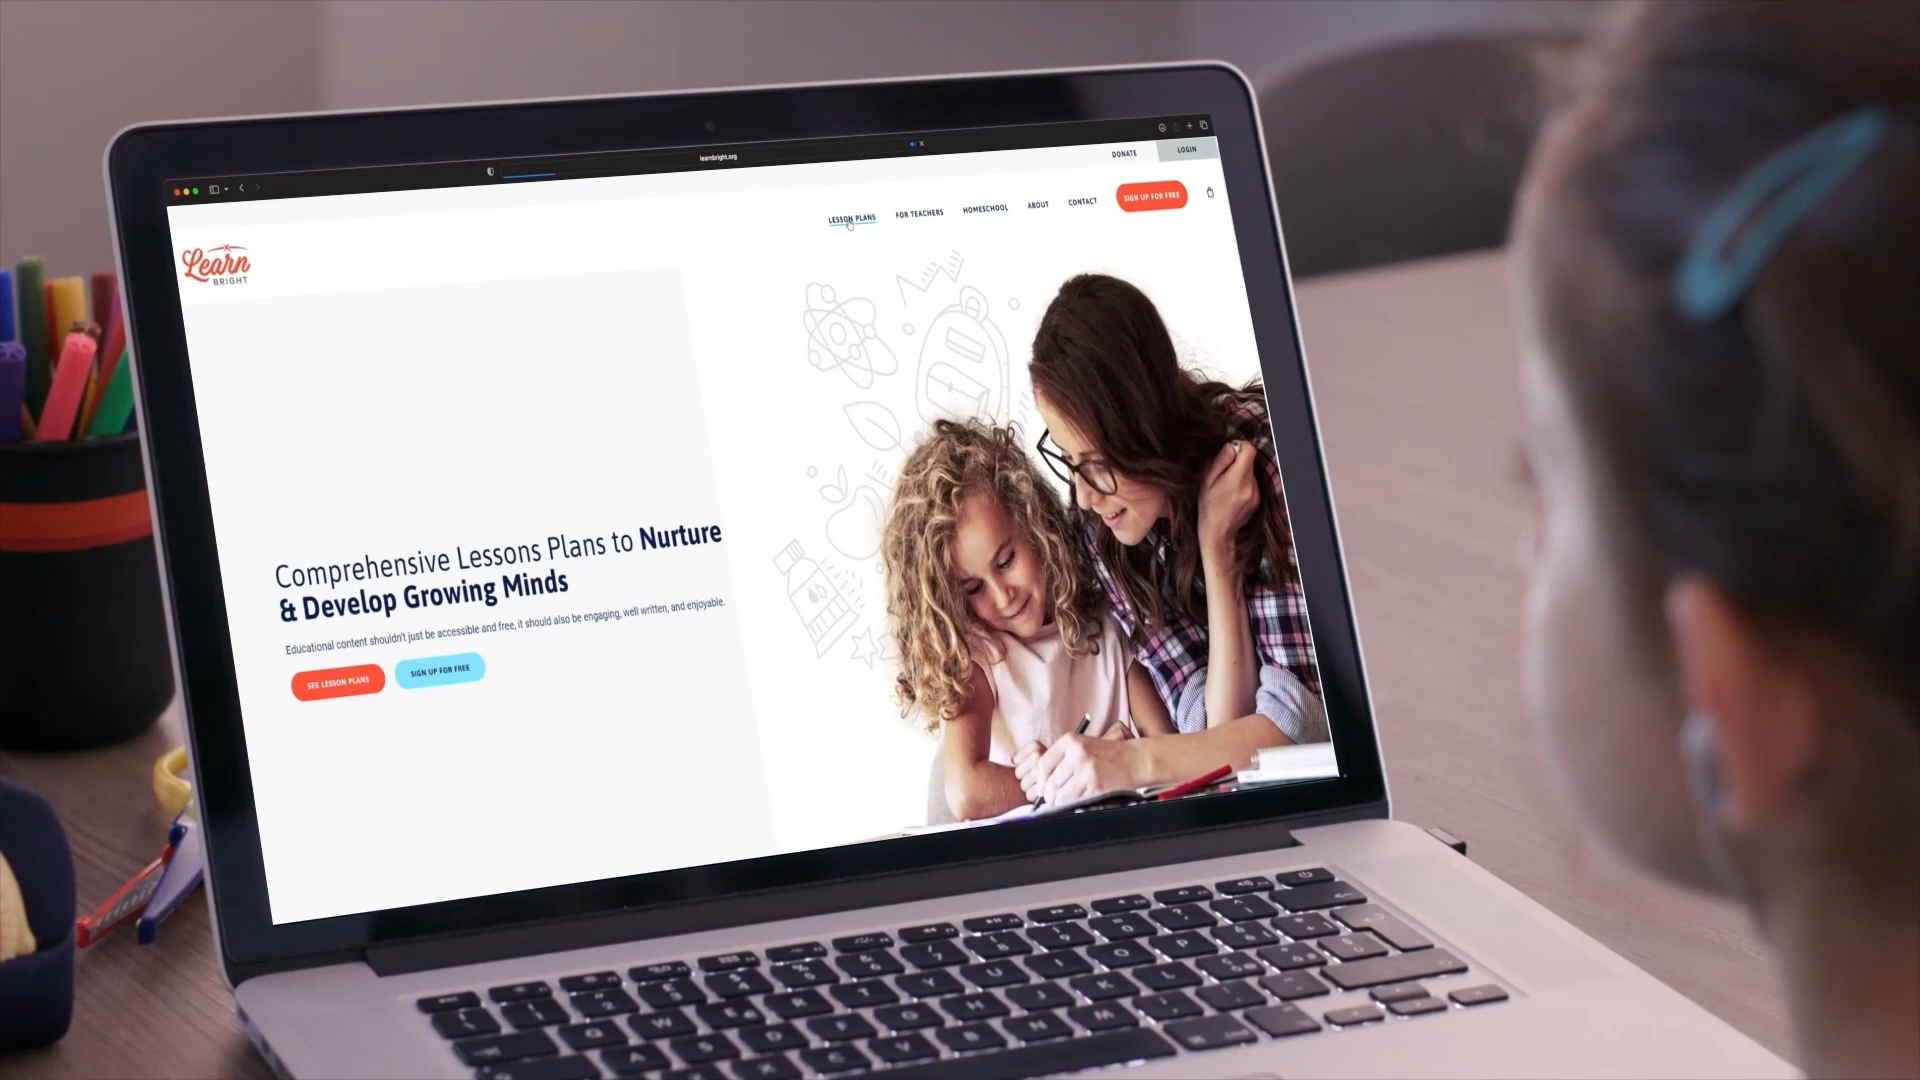 learnbright.org
DONATE
LOGIN
LESSON PLANS
FOR TEACHERS
HOMESCHOOL
ABOUT
CONTACT
SIGN UP FOR FREE
Learn
BRIGHT
Comprehensive Lessons Plans to Nurture
& Develop Growing Minds
Educational content shouldn't just be accessible and free, it should also be engaging, well written, and enjoyable.
SEE LESSON PLANS
SIGN UP FOR FREE